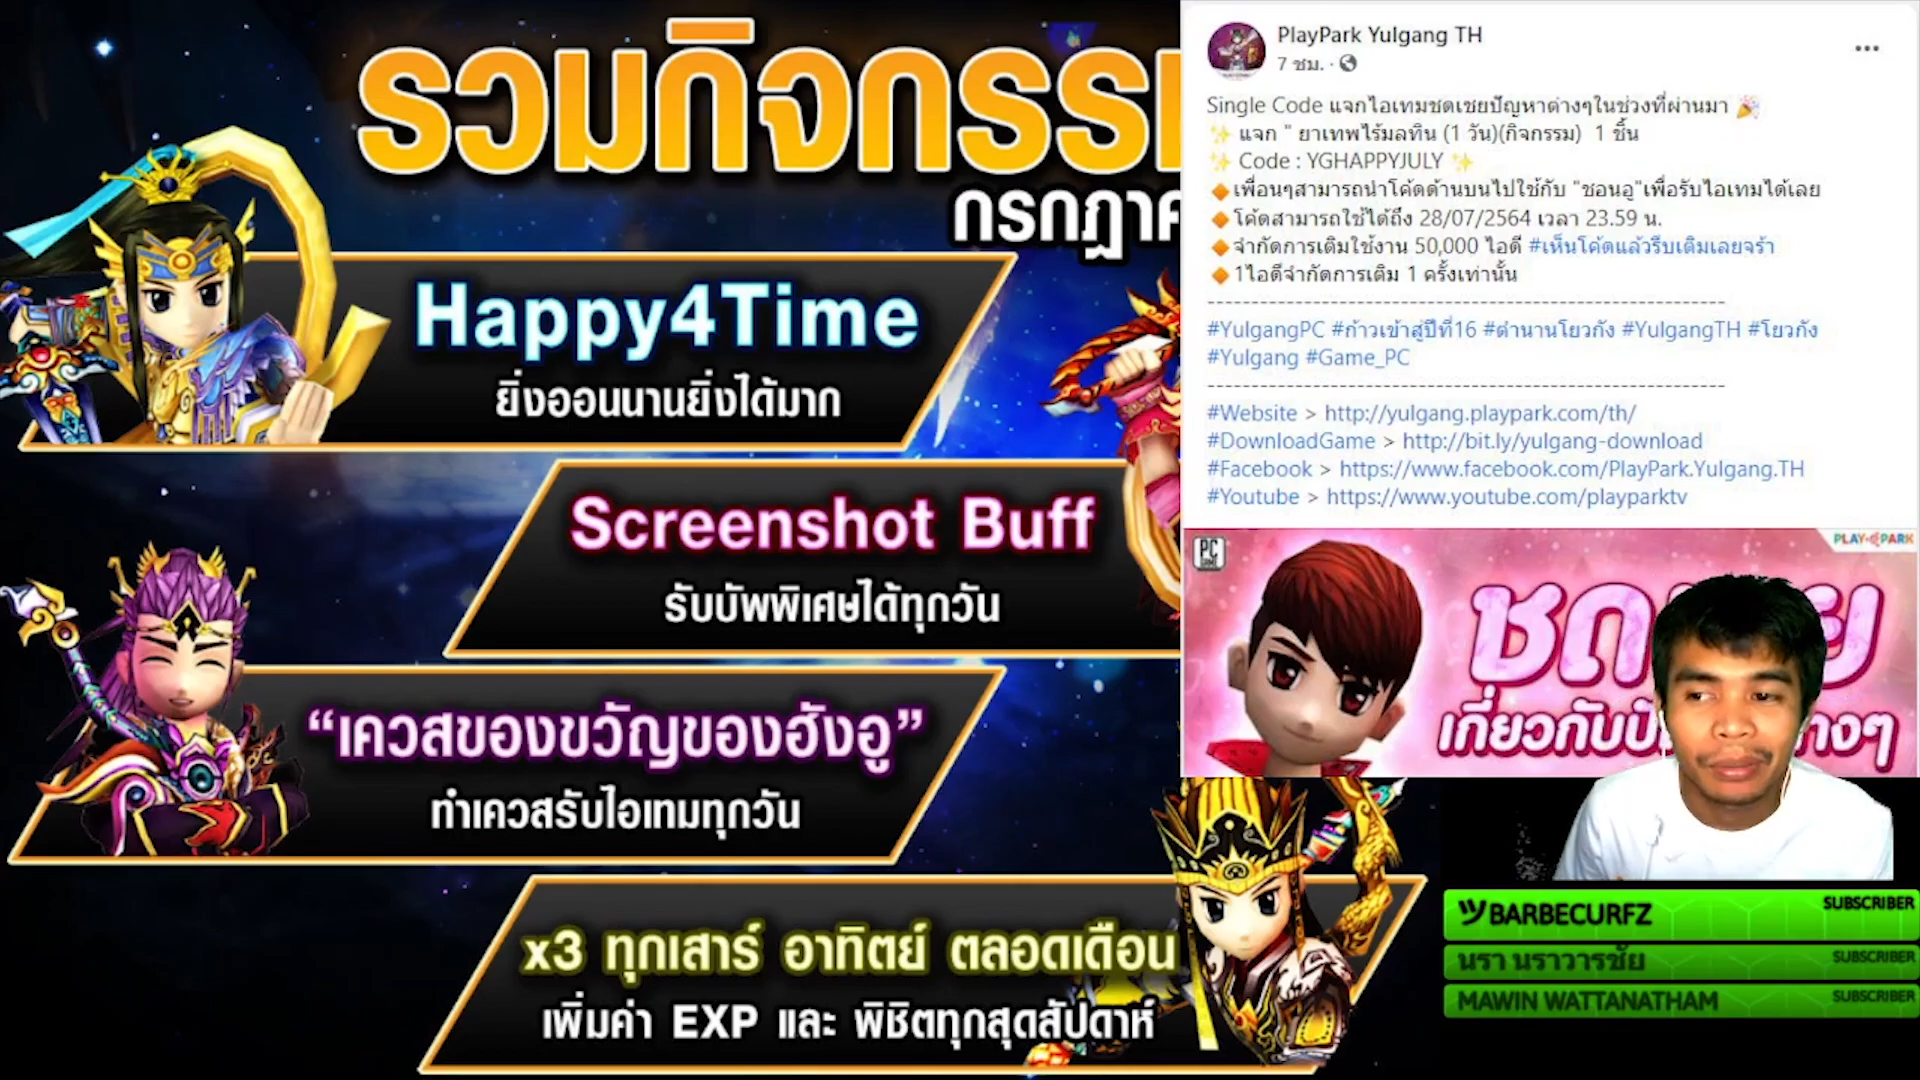 รวมกิจกรรม
กรกฎาค
Happy4Time
ยิ่งออนนานยิ่งได้มาก
Screenshot Buff
รับบัพพิเศษได้ทุกวัน
“เควสของขวัญของฮังอู”
ทำเควสรับไอเทมทุกวัน
x3 ทุกเสาร์ อาทิตย์ ตลอดเดือน
เพิ่มค่า EXP และ พิชิตทุกสุดสัปดาห์
PlayPark Yulgang TH
7 ชม. ·
Single Code แจกไอเทมชดเชยปัญหาต่างๆในช่วงที่ผ่านมา 🎉
✨ แจก " ยาเทพไร้มลทิน (1 วัน)(กิจกรรม) 1 ชิ้น
✨ Code : YGHAPPYJULY ✨
🔶เพื่อนๆสามารถนำโค้ดด้านบนไปใช้กับ "ชอนอู"เพื่อรับไอเทมได้เลย
🔶โค้ดสามารถใช้ได้ถึง 28/07/2564 เวลา 23.59 น.
🔶จำกัดการเติมใช้งาน 50,000 ไอดี #เห็นโค้ดแล้วรีบเติมเลยจร้า
🔶1ไอดีจำกัดการเติม 1 ครั้งเท่านั้น
------------------------------------------------------------
#YulgangPC #ก้าวเข้าสู่ปีที่16 #ตำนานโยวกัง #YulgangTH #โยวกัง
#Yulgang #Game_PC
------------------------------------------------------------
#Website > http://yulgang.playpark.com/th/
#DownloadGame > http://bit.ly/yulgang-download
#Facebook > https://www.facebook.com/PlayPark.Yulgang.TH
#Youtube > https://www.youtube.com/playparktv
PC GAME
PLAY PARK
BARBECURFZ SUBSCRIBER
นรา นราวารชัย SUBSCRIBER
MAWIN WATTANATHAM SUBSCRIBER